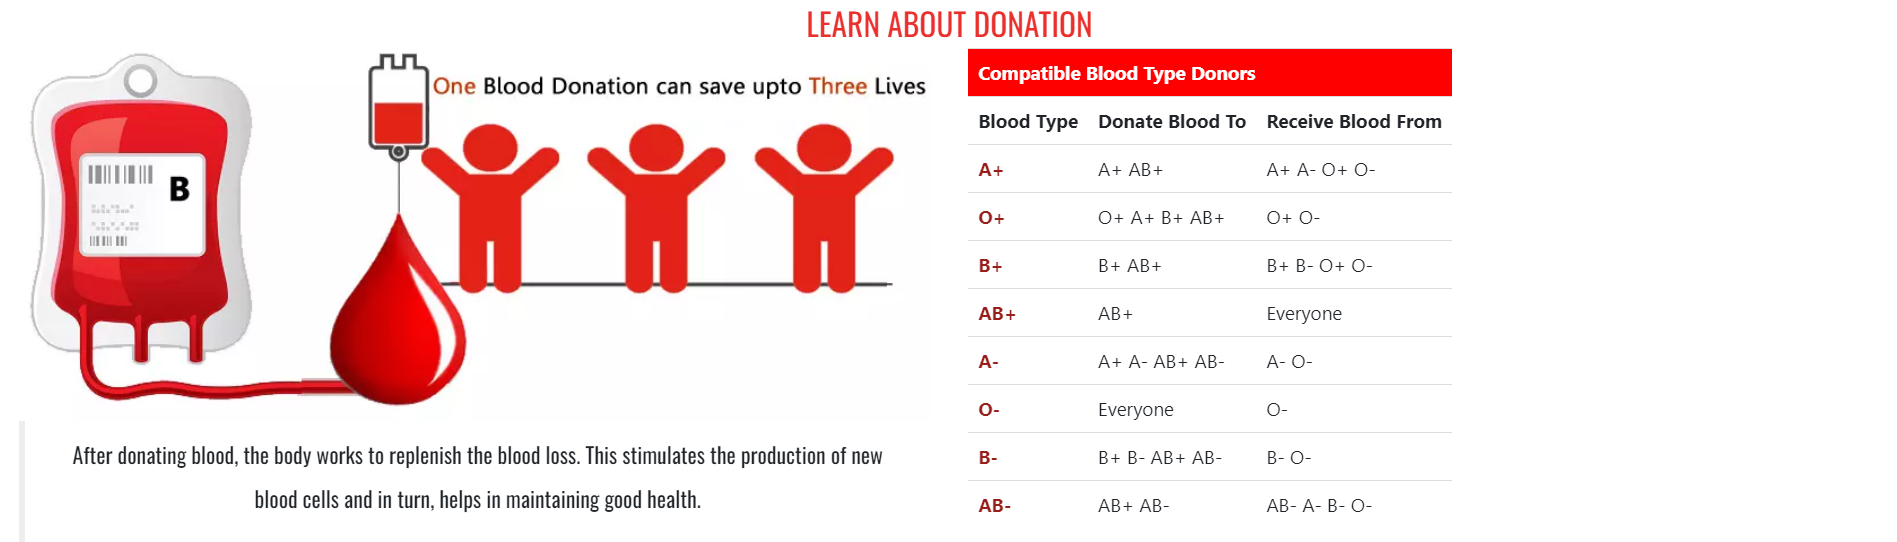 LEARN ABOUT DONATION
One Blood Donation can save upto Three Lives
B
After donating blood, the body works to replenish the blood loss. This stimulates the production of new
blood cells and in turn, helps in maintaining good health.
Compatible Blood Type Donors
Blood Type Donate Blood To Receive Blood From
A+ A+ AB+ A+ A- O+ O-
O+ O+ A+ B+ AB+ O+ O-
B+ B+ AB+ B+ B- O+ O-
AB+ AB+ Everyone
A- A+ A- AB+ AB- A- O-
O- Everyone O-
B- B+ B- AB+ AB- B- O-
AB- AB+ AB- AB- A- B- O-